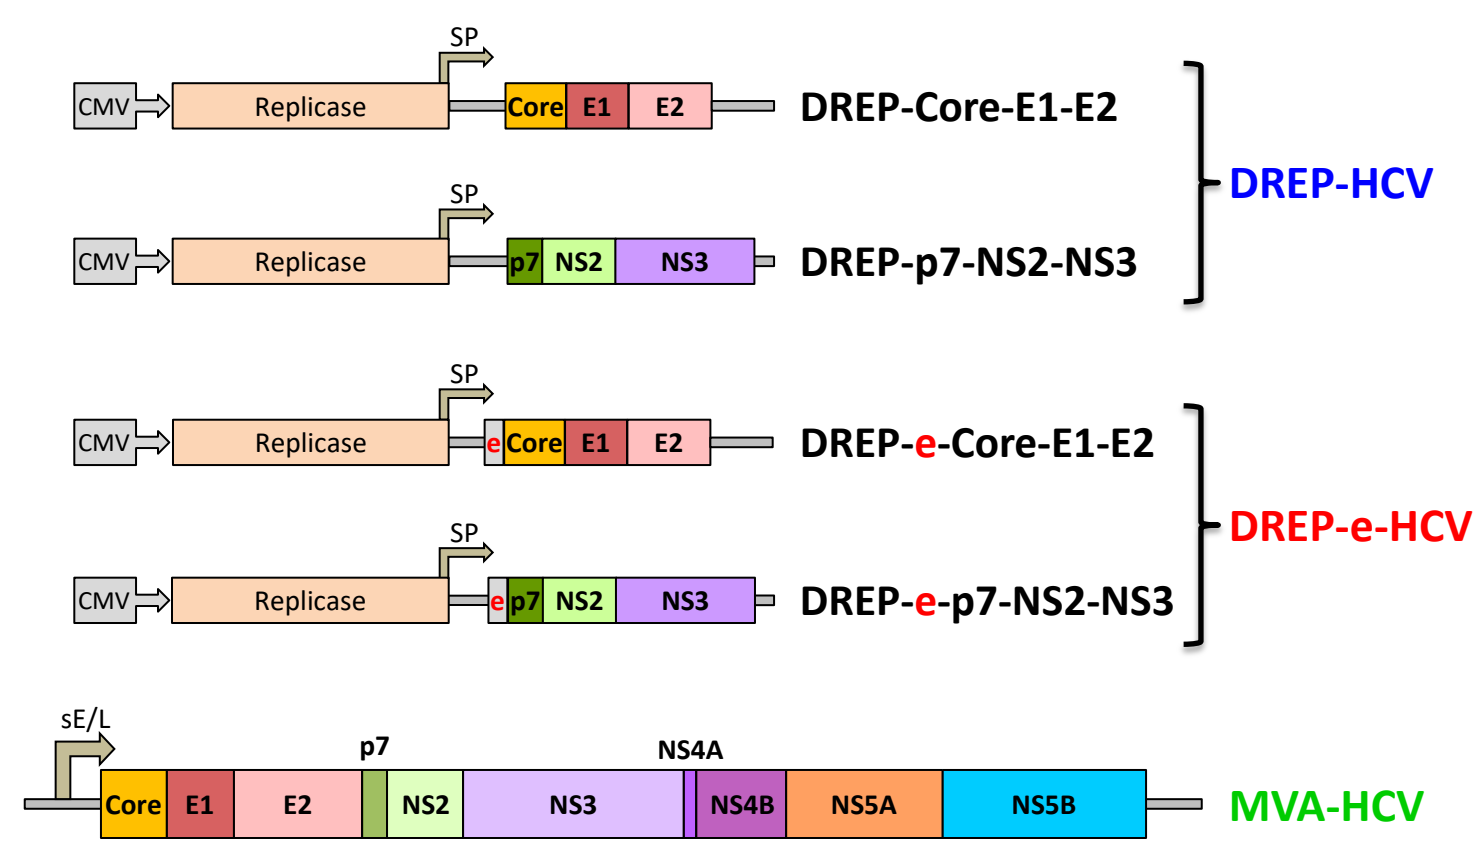 SP
CMV Replicase Core E1 E2 DREP-Core-E1-E2
DREP-HCV
SP
CMV Replicase p7 NS2 NS3 DREP-p7-NS2-NS3
SP
CMV Replicase e Core E1 E2 DREP-e-Core-E1-E2
DREP-e-HCV
SP
CMV Replicase e p7 NS2 NS3 DREP-e-p7-NS2-NS3
sE/L p7 NS4A
Core E1 E2 NS2 NS3 NS4B NS5A NS5B MVA-HCV